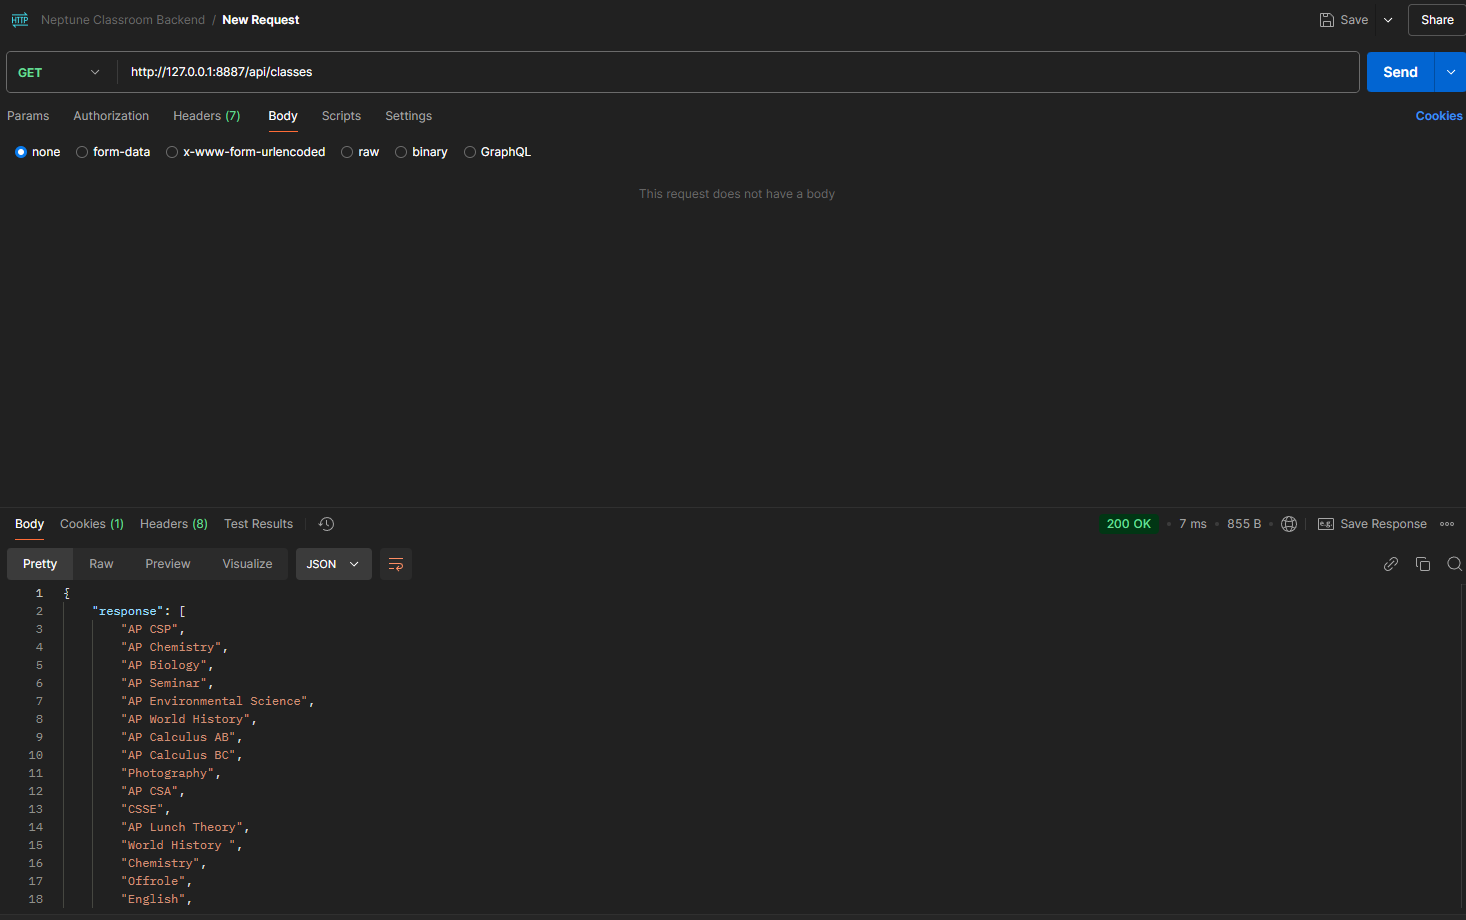 HTTP Neptune Classroom Backend / New Request Save Share
GET http://127.0.0.1:8887/api/classes Send
Params Authorization Headers (7) Body Scripts Settings Cookies
none form-data x-www-form-urlencoded raw binary GraphQL
This request does not have a body
Body Cookies (1) Headers (8) Test Results 200 OK • 7 ms • 855 B • e.g. Save Response
Pretty Raw Preview Visualize JSON
1 {
2 "response": [
3 "AP CSP",
4 "AP Chemistry",
5 "AP Biology",
6 "AP Seminar",
7 "AP Environmental Science",
8 "AP World History",
9 "AP Calculus AB",
10 "AP Calculus BC",
11 "Photography",
12 "AP CSA",
13 "CSSE",
14 "AP Lunch Theory",
15 "World History ",
16 "Chemistry",
17 "Offrole",
18 "English",